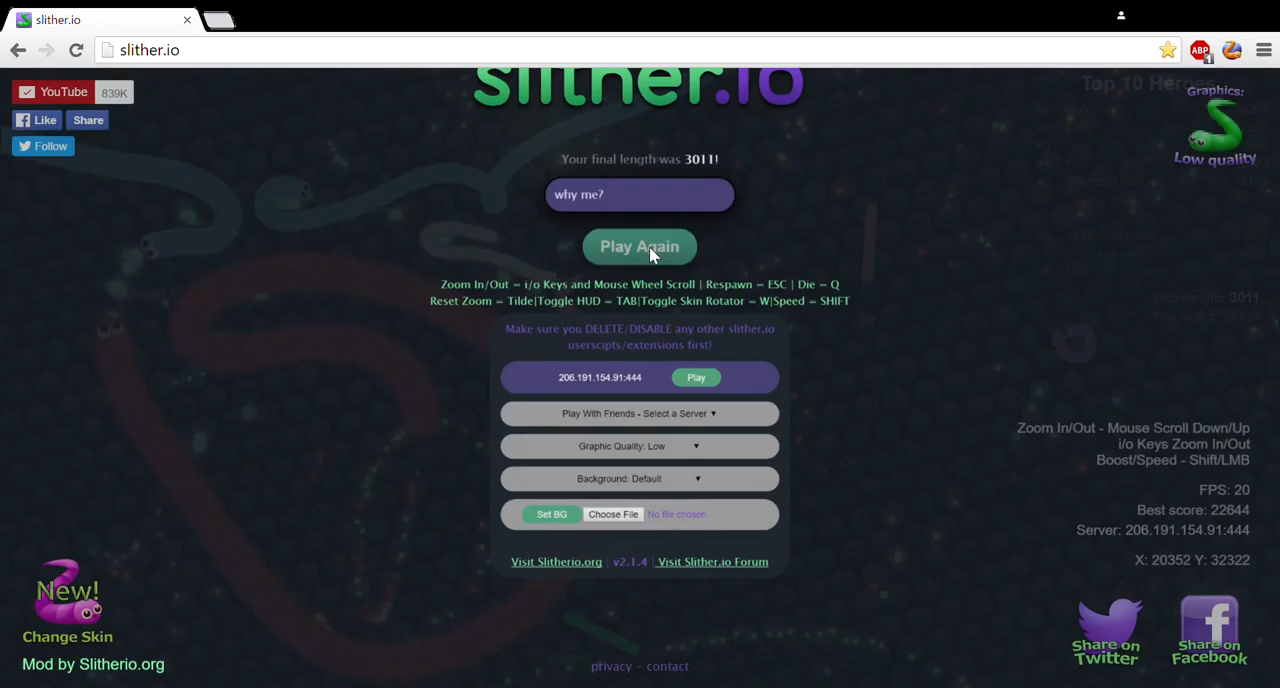 slither.io
slither.io
ABP
1
YouTube
839K
Like
Share
Follow
slither.io
Top 10 Heroes
Graphics:
Low quality
Your final length was 3011!
why me?
Play Again
Zoom In/Out = i/o Keys and Mouse Wheel Scroll | Respawn = ESC | Die = Q
Reset Zoom = Tilde|Toggle HUD = TAB|Toggle Skin Rotator = W|Speed = SHIFT
Make sure you DELETE/DISABLE any other slither.io
userscipts/extensions first!
206.191.154.91:444
Play
Play With Friends - Select a Server
Graphic Quality: Low
Background: Default
Set BG
Choose File
No file chosen
Visit Slitherio.org | v2.1.4 | Visit Slither.io Forum
Your length: 3011
Zoom In/Out - Mouse Scroll Down/Up
i/o Keys Zoom In/Out
Boost/Speed - Shift/LMB
FPS: 20
Best score: 22644
Server: 206.191.154.91:444
X: 20352 Y: 32322
New!
Change Skin
Mod by Slitherio.org
privacy - contact
Share on
Twitter
Share on
Facebook